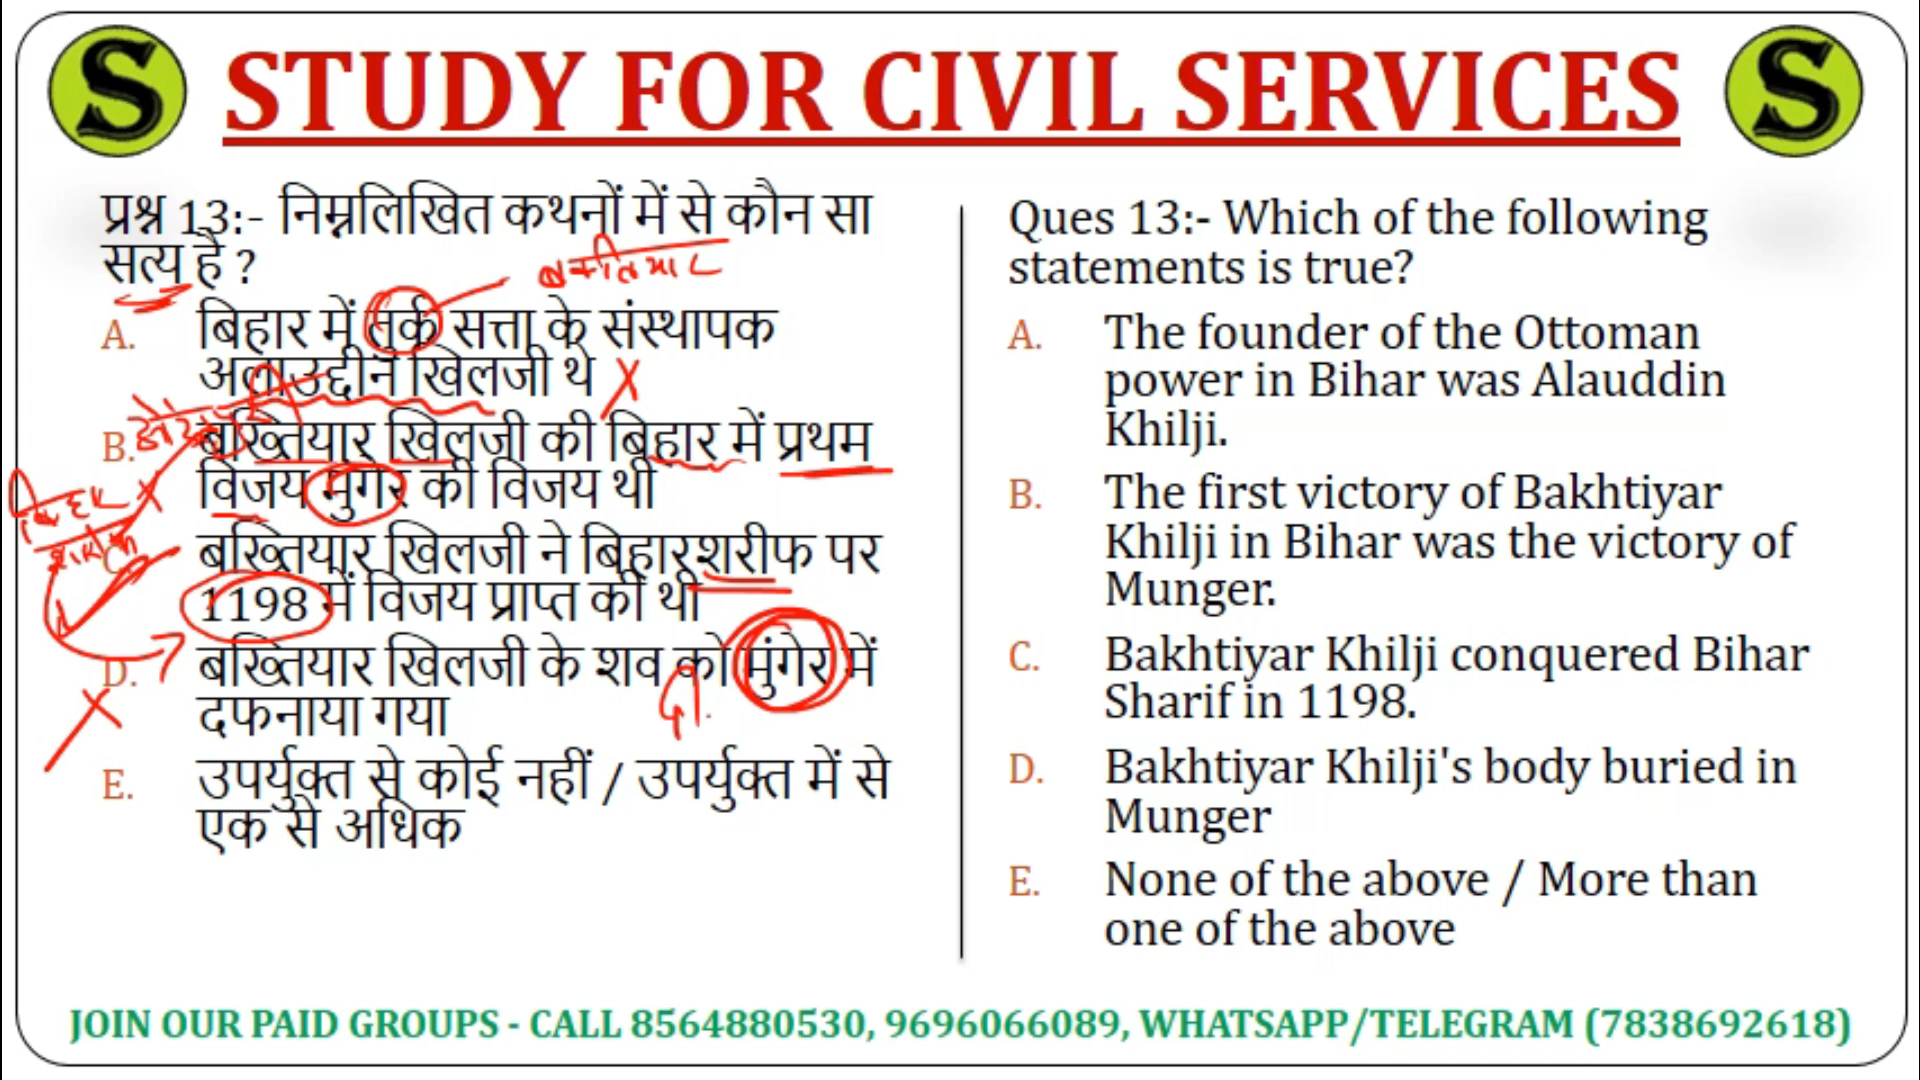 S STUDY FOR CIVIL SERVICES S
प्रश्न 13:- निम्नलिखित कथनों में से कौन सा
सत्य है ?
बख्तियार
A. बिहार में तुर्क सत्ता के संस्थापक
अलाउद्दीन खिलजी थे
B. बख्तियार खिलजी की बिहार में प्रथम
विजय मुंगेर की विजय थी
C. बख्तियार खिलजी ने बिहारशरीफ पर
1198 में विजय प्राप्त की थी
D. बख्तियार खिलजी के शव को मुंगेर में
दफनाया गया
E. उपर्युक्त से कोई नहीं / उपर्युक्त में से
एक से अधिक
Ques 13:- Which of the following
statements is true?
A. The founder of the Ottoman
power in Bihar was Alauddin
Khilji.
B. The first victory of Bakhtiyar
Khilji in Bihar was the victory of
Munger.
C. Bakhtiyar Khilji conquered Bihar
Sharif in 1198.
D. Bakhtiyar Khilji's body buried in
Munger
E. None of the above / More than
one of the above
JOIN OUR PAID GROUPS - CALL 8564880530, 9696066089, WHATSAPP/TELEGRAM (7838692618)